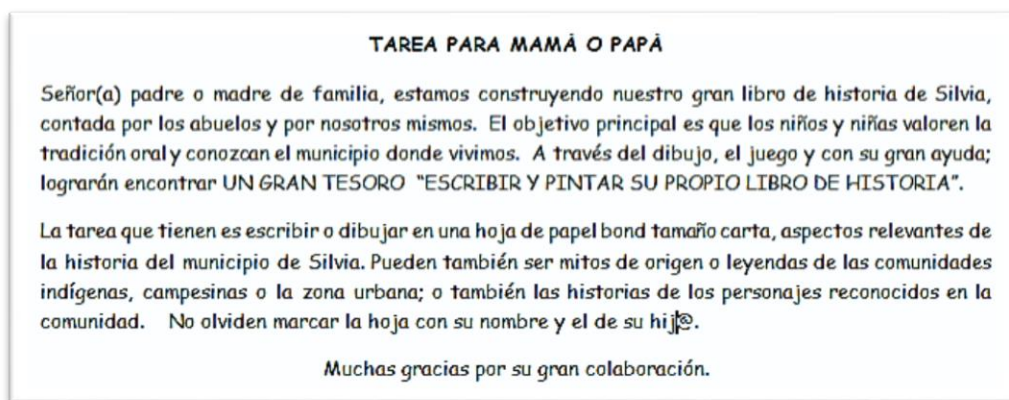 TAREA PARA MAMÁ O PAPÁ
Señor(a) padre o madre de familia, estamos construyendo nuestro gran libro de historia de Silvia,
contada por los abuelos y por nosotros mismos. El objetivo principal es que los niños y niñas valoren la
tradición oral y conozcan el municipio donde vivimos. A través del dibujo, el juego y con su gran ayuda;
lograrán encontrar UN GRAN TESORO "ESCRIBIR Y PINTAR SU PROPIO LIBRO DE HISTORIA".
La tarea que tienen es escribir o dibujar en una hoja de papel bond tamaño carta, aspectos relevantes de
la historia del municipio de Silvia. Pueden también ser mitos de origen o leyendas de las comunidades
indígenas, campesinas o la zona urbana; o también las historias de los personajes reconocidos en la
comunidad. No olviden marcar la hoja con su nombre y el de su hij@.
Muchas gracias por su gran colaboración.